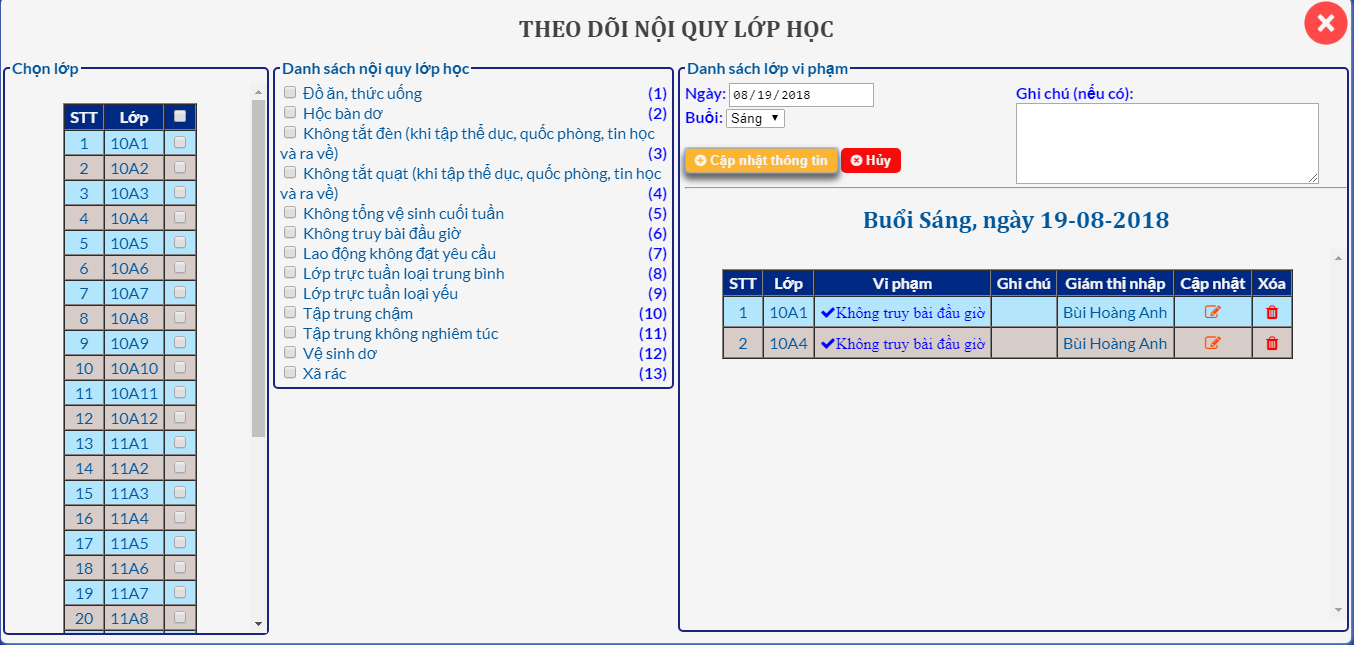 THEO DÕI NỘI QUY LỚP HỌC
Chọn lớp
STT Lớp
1 10A1
2 10A2
3 10A3
4 10A4
5 10A5
6 10A6
7 10A7
8 10A8
9 10A9
10 10A10
11 10A11
12 10A12
13 11A1
14 11A2
15 11A3
16 11A4
17 11A5
18 11A6
19 11A7
20 11A8
Danh sách nội quy lớp học
Đồ ăn, thức uống (1)
Hộc bàn dơ (2)
Không tắt đèn (khi tập thể dục, quốc phòng, tin học
và ra về) (3)
Không tắt quạt (khi tập thể dục, quốc phòng, tin học
và ra về) (4)
Không tổng vệ sinh cuối tuần (5)
Không truy bài đầu giờ (6)
Lao động không đạt yêu cầu (7)
Lớp trực tuần loại trung bình (8)
Lớp trực tuần loại yếu (9)
Tập trung chậm (10)
Tập trung không nghiêm túc (11)
Vệ sinh dơ (12)
Xã rác (13)
Danh sách lớp vi phạm
Ngày: 08/19/2018
Buổi: Sáng
Ghi chú (nếu có):
Cập nhật thông tin Hủy
Buổi Sáng, ngày 19-08-2018
STT Lớp Vi phạm Ghi chú Giám thị nhập Cập nhật Xóa
1 10A1 ✔Không truy bài đầu giờ Bùi Hoàng Anh
2 10A4 ✔Không truy bài đầu giờ Bùi Hoàng Anh